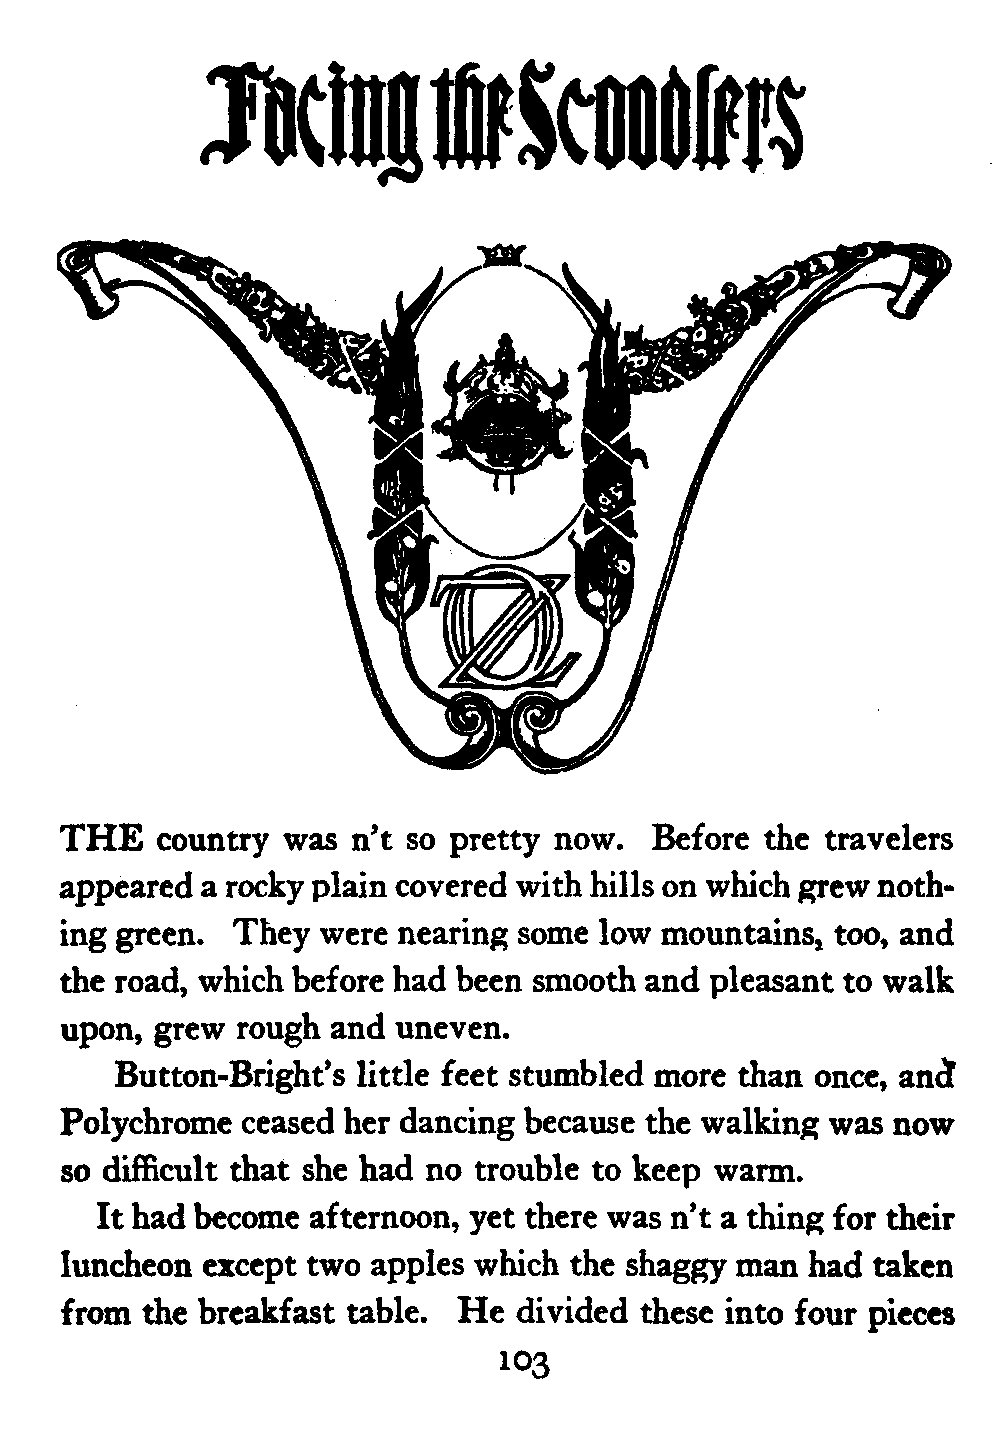 Facing the Scoodlers
OZ
THE country was n't so pretty now. Before the travelers
appeared a rocky plain covered with hills on which grew noth-
ing green. They were nearing some low mountains, too, and
the road, which before had been smooth and pleasant to walk
upon, grew rough and uneven.
Button-Bright's little feet stumbled more than once, and
Polychrome ceased her dancing because the walking was now
so difficult that she had no trouble to keep warm.
It had become afternoon, yet there was n't a thing for their
luncheon except two apples which the shaggy man had taken
from the breakfast table. He divided these into four pieces
103